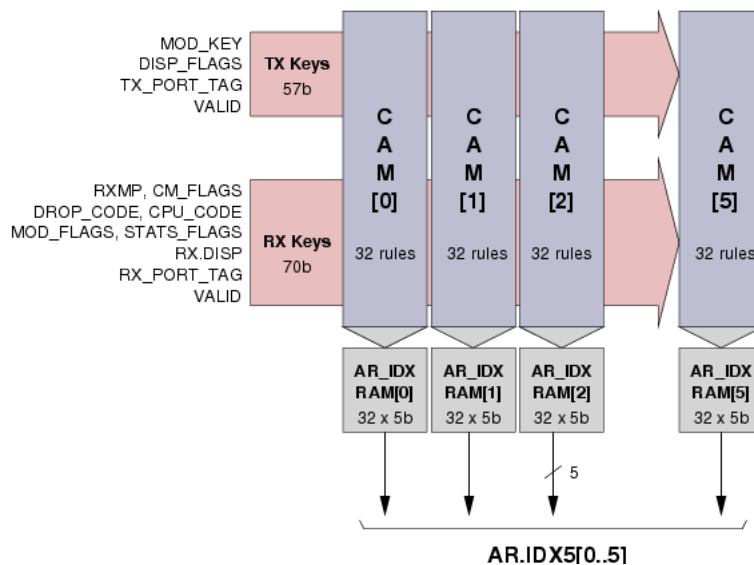 MOD_KEY
DISP_FLAGS
TX_PORT_TAG
VALID
TX Keys
57b
RXMP, CM_FLAGS
DROP_CODE, CPU_CODE
MOD_FLAGS, STATS_FLAGS
RX.DISP
RX_PORT_TAG
VALID
RX Keys
70b
C
A
M
[0]
32 rules
C
A
M
[1]
32 rules
C
A
M
[2]
32 rules
C
A
M
[5]
32 rules
AR_IDX
RAM[0]
32 x 5b
AR_IDX
RAM[1]
32 x 5b
AR_IDX
RAM[2]
32 x 5b
AR_IDX
RAM[5]
32 x 5b
5
AR.IDX5[0..5]